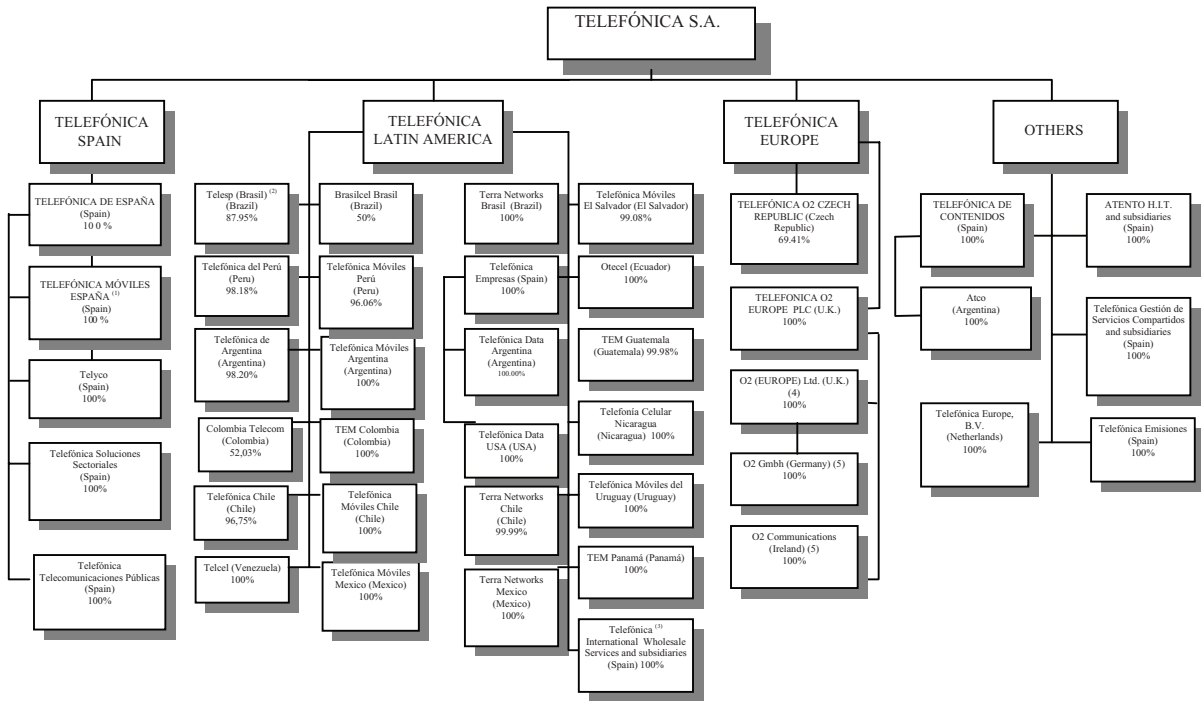 TELEFÓNICA S.A.
TELEFÓNICA
SPAIN
TELEFÓNICA
LATIN AMERICA
TELEFÓNICA
EUROPE
OTHERS
TELEFÓNICA DE ESPAÑA
(Spain)
10 0 %
TELEFÓNICA MÓVILES
ESPAÑA (1)
(Spain)
100 %
Telyco
(Spain)
100%
Telefónica Soluciones
Sectoriales
(Spain)
100%
Telefónica
Telecomunicaciones Públicas
(Spain)
100%
Telesp (Brasil) (2)
(Brazil)
87.95%
Telefónica del Perú
(Peru)
98.18%
Telefónica de
Argentina
(Argentina)
98.20%
Colombia Telecom
(Colombia)
52,03%
Telefónica Chile
(Chile)
96,75%
Telcel (Venezuela)
100%
Brasilcel Brasil
(Brazil)
50%
Telefónica Móviles
Perú
(Peru)
96.06%
Telefónica Móviles
Argentina
(Argentina)
100%
TEM Colombia
(Colombia)
100%
Telefónica
Móviles Chile
(Chile)
100%
Telefónica Móviles
Mexico (Mexico)
100%
Terra Networks
Brasil (Brazil)
100%
Telefónica
Empresas (Spain)
100%
Telefónica Data
Argentina
(Argentina)
100.00%
Telefónica Data
USA (USA)
100%
Terra Networks
Chile
(Chile)
99.99%
Terra Networks
Mexico
(Mexico)
100%
Telefónica Móviles
El Salvador (El Salvador)
99.08%
Otecel (Ecuador)
100%
TEM Guatemala
(Guatemala) 99.98%
Telefonía Celular
Nicaragua
(Nicaragua) 100%
Telefónica Móviles del
Uruguay (Uruguay)
100%
TEM Panamá (Panamá)
100%
Telefónica (3)
International Wholesale
Services and subsidiaries
(Spain) 100%
TELEFÓNICA O2 CZECH
REPUBLIC (Czech
Republic)
69.41%
TELEFONICA O2
EUROPE PLC (U.K.)
100%
O2 (EUROPE) Ltd. (U.K.)
(4)
100%
O2 Gmbh (Germany) (5)
100%
O2 Communications
(Ireland) (5)
100%
TELEFÓNICA DE
CONTENIDOS
(Spain)
100%
Atco
(Argentina)
100%
Telefónica Europe,
B.V.
(Netherlands)
100%
ATENTO H.I.T.
and subsidiaries
(Spain)
100%
Telefónica Gestión de
Servicios Compartidos
and subsidiaries
(Spain)
100%
Telefónica Emisiones
(Spain)
100%